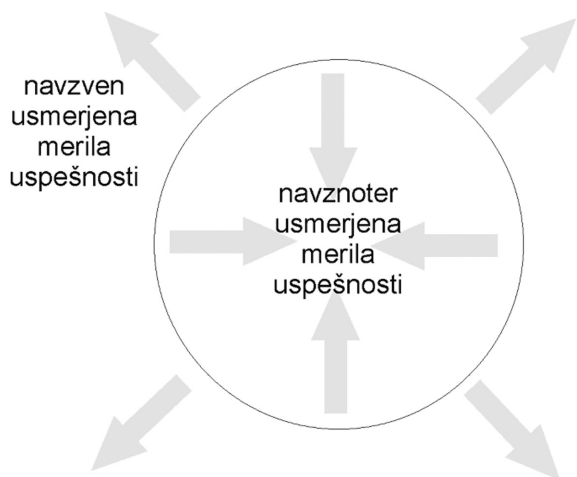 navzven
usmerjena
merila
uspešnosti
navznoter
usmerjena
merila
uspešnosti